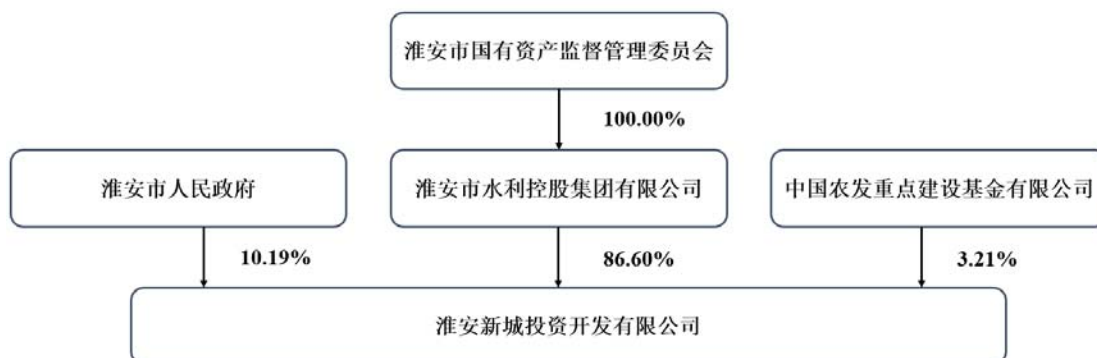 淮安市国有资产监督管理委员会
100.00%
淮安市人民政府
淮安市水利控股集团有限公司
中国农发重点建设基金有限公司
10.19%
86.60%
3.21%
淮安新城投资开发有限公司